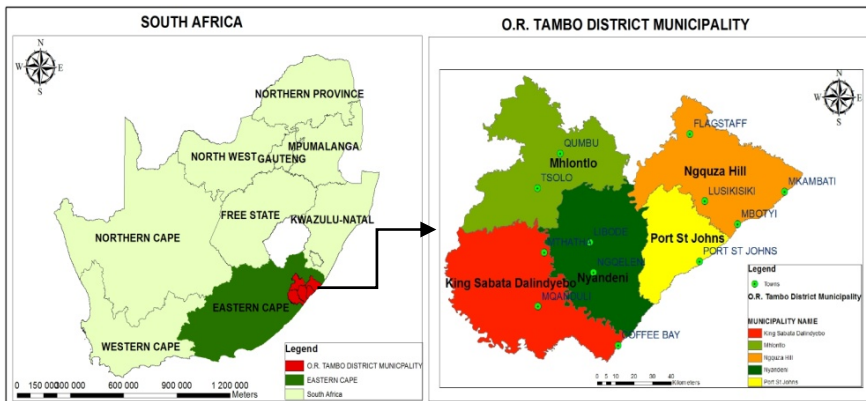 SOUTH AFRICA
N
W E
S
NORTHERN PROVINCE
MPUMALANGA
NORTH WEST
GAUTENG
FREE STATE
KWAZULU-NATAL
NORTHERN CAPE
EASTERN CAPE
WESTERN CAPE
Legend
O.R. TAMBO DISTRICT MUNICPALITY
EASTERN CAPE
South Africa
0 150 000 300 000 600 000 900 000 1 200 000
Meters
O.R. TAMBO DISTRICT MUNICIPALITY
N
W E
S
FLAGSTAFF
QUMBU
Mhlontlo
Ngquza Hill
TSOLO
MKAMBATI
LUSIKISIKI
MBOTYI
LIBODE
Port St Johns
MTHATH
PORT ST JOHNS
NGQELENI
King Sabata Dalindyebo
Nyandeni
MQANDULI
COFFEE BAY
Legend
Towns
O.R. Tambo District Municipality
MUNICIPALITY NAME
King Sabata Dalindyebo
Mhlontlo
Ngquza Hill
Nyandeni
Port St Johns
0 5 10 20 30 40
Kilometers